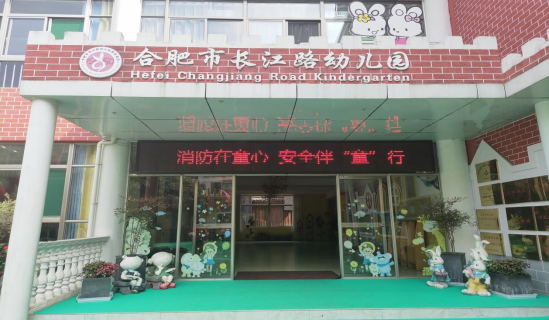 合肥市长江路幼儿园
Hefei Changjiang Road Kindergarten
消防在童心 安全伴“童”行